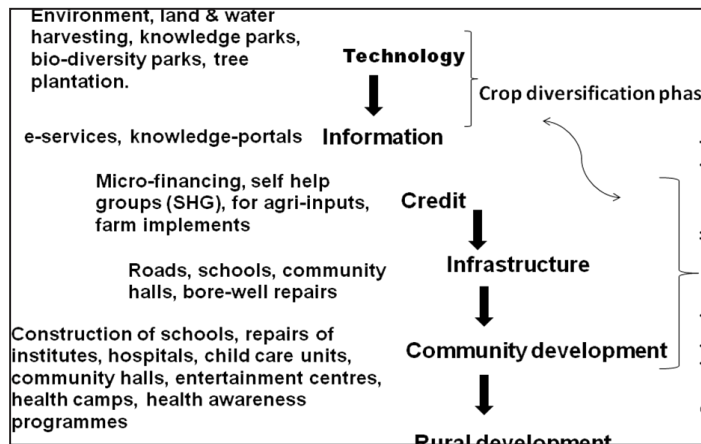 Environment, land & water
harvesting, knowledge parks,
bio-diversity parks, tree
plantation.
Technology
Crop diversification phas
e-services, knowledge-portals
Information
Micro-financing, self help
groups (SHG), for agri-inputs,
farm implements
Credit
Roads, schools, community
halls, bore-well repairs
Infrastructure
Construction of schools, repairs of
institutes, hospitals, child care units,
community halls, entertainment centres,
health camps, health awareness
programmes
Community development
Rural development